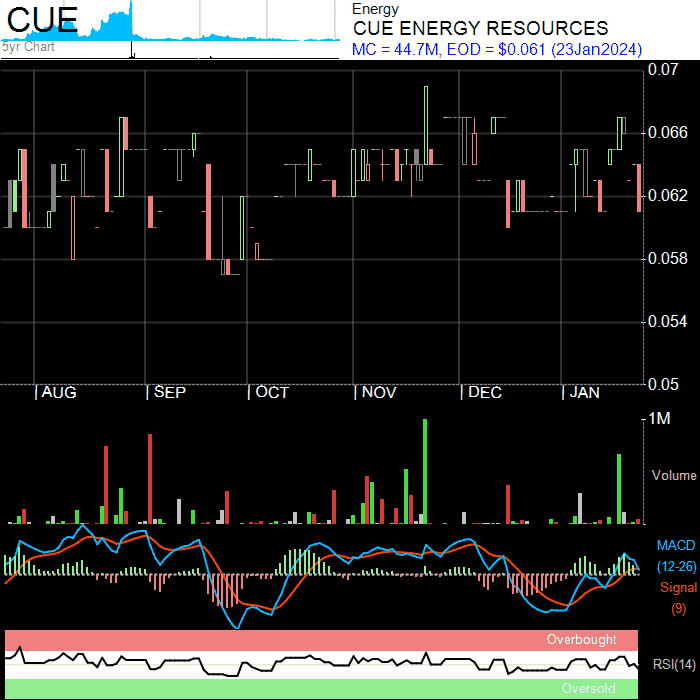 CUE
5yr Chart
Energy
CUE ENERGY RESOURCES
MC = 44.7M, EOD = $0.061 (23Jan2024)
0.07
0.066
0.062
0.058
0.054
0.05
AUG
SEP
OCT
NOV
DEC
JAN
1M
Volume
MACD
(12-26)
Signal
(9)
Overbought
RSI(14)
Oversold